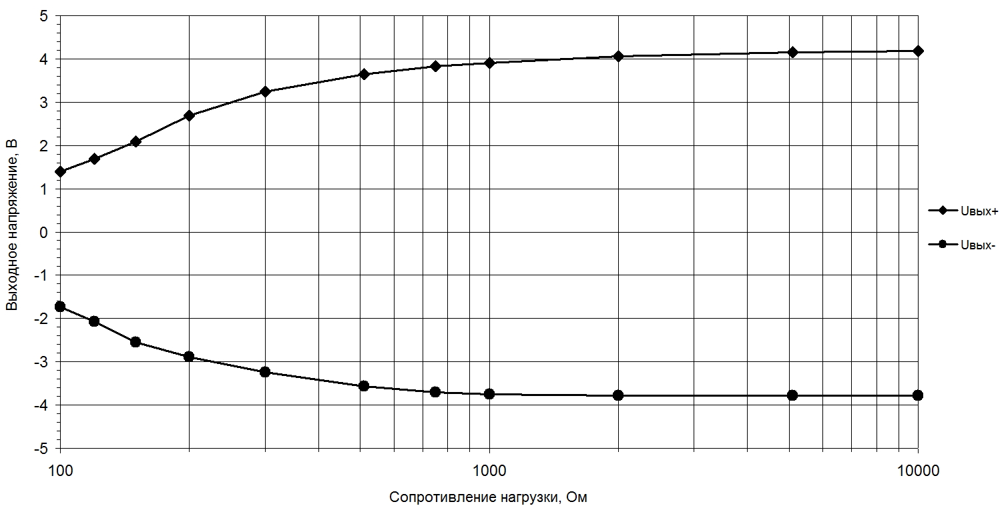 5
4
3
2
1
0
-1
-2
-3
-4
-5
Выходное напряжение, В
100 1000 10000
Сопротивление нагрузки, Ом
Uвых+
Uвых-